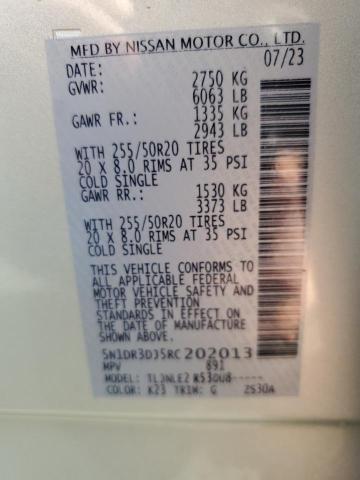 MFD BY NISSAN MOTOR CO., LTD.
DATE: 07/23
GVWR: 2750 KG
6063 LB
GAWR FR.: 1335 KG
2943 LB
WITH 255/50R20 TIRES
20 X 8.0 RIMS AT 35 PSI
COLD SINGLE
GAWR RR.: 1530 KG
3373 LB
WITH 255/50R20 TIRES
20 X 8.0 RIMS AT 35 PSI
COLD SINGLE
THIS VEHICLE CONFORMS TO
ALL APPLICABLE FEDERAL
MOTOR VEHICLE SAFETY AND
THEFT PREVENTION
STANDARDS IN EFFECT ON
THE DATE OF MANUFACTURE
SHOWN ABOVE.
5N1DR3DJ5RC202013
MPV 891
MODEL:
COLOR: K23 TRIM: G 2S30A